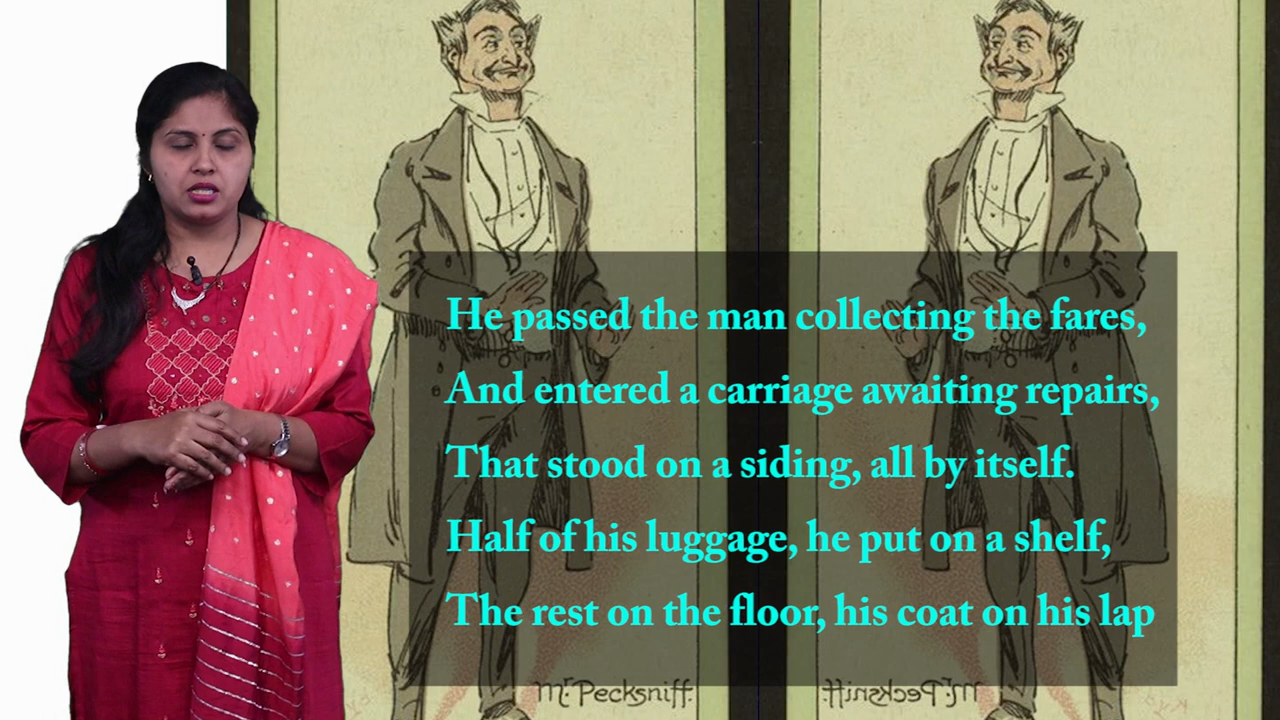 He passed the man collecting the fares,
And entered a carriage awaiting repairs,
That stood on a siding, all by itself.
Half of his luggage, he put on a shelf,
The rest on the floor, his coat on his lap
Mr Pecksniff.
Mr Pecksniff.